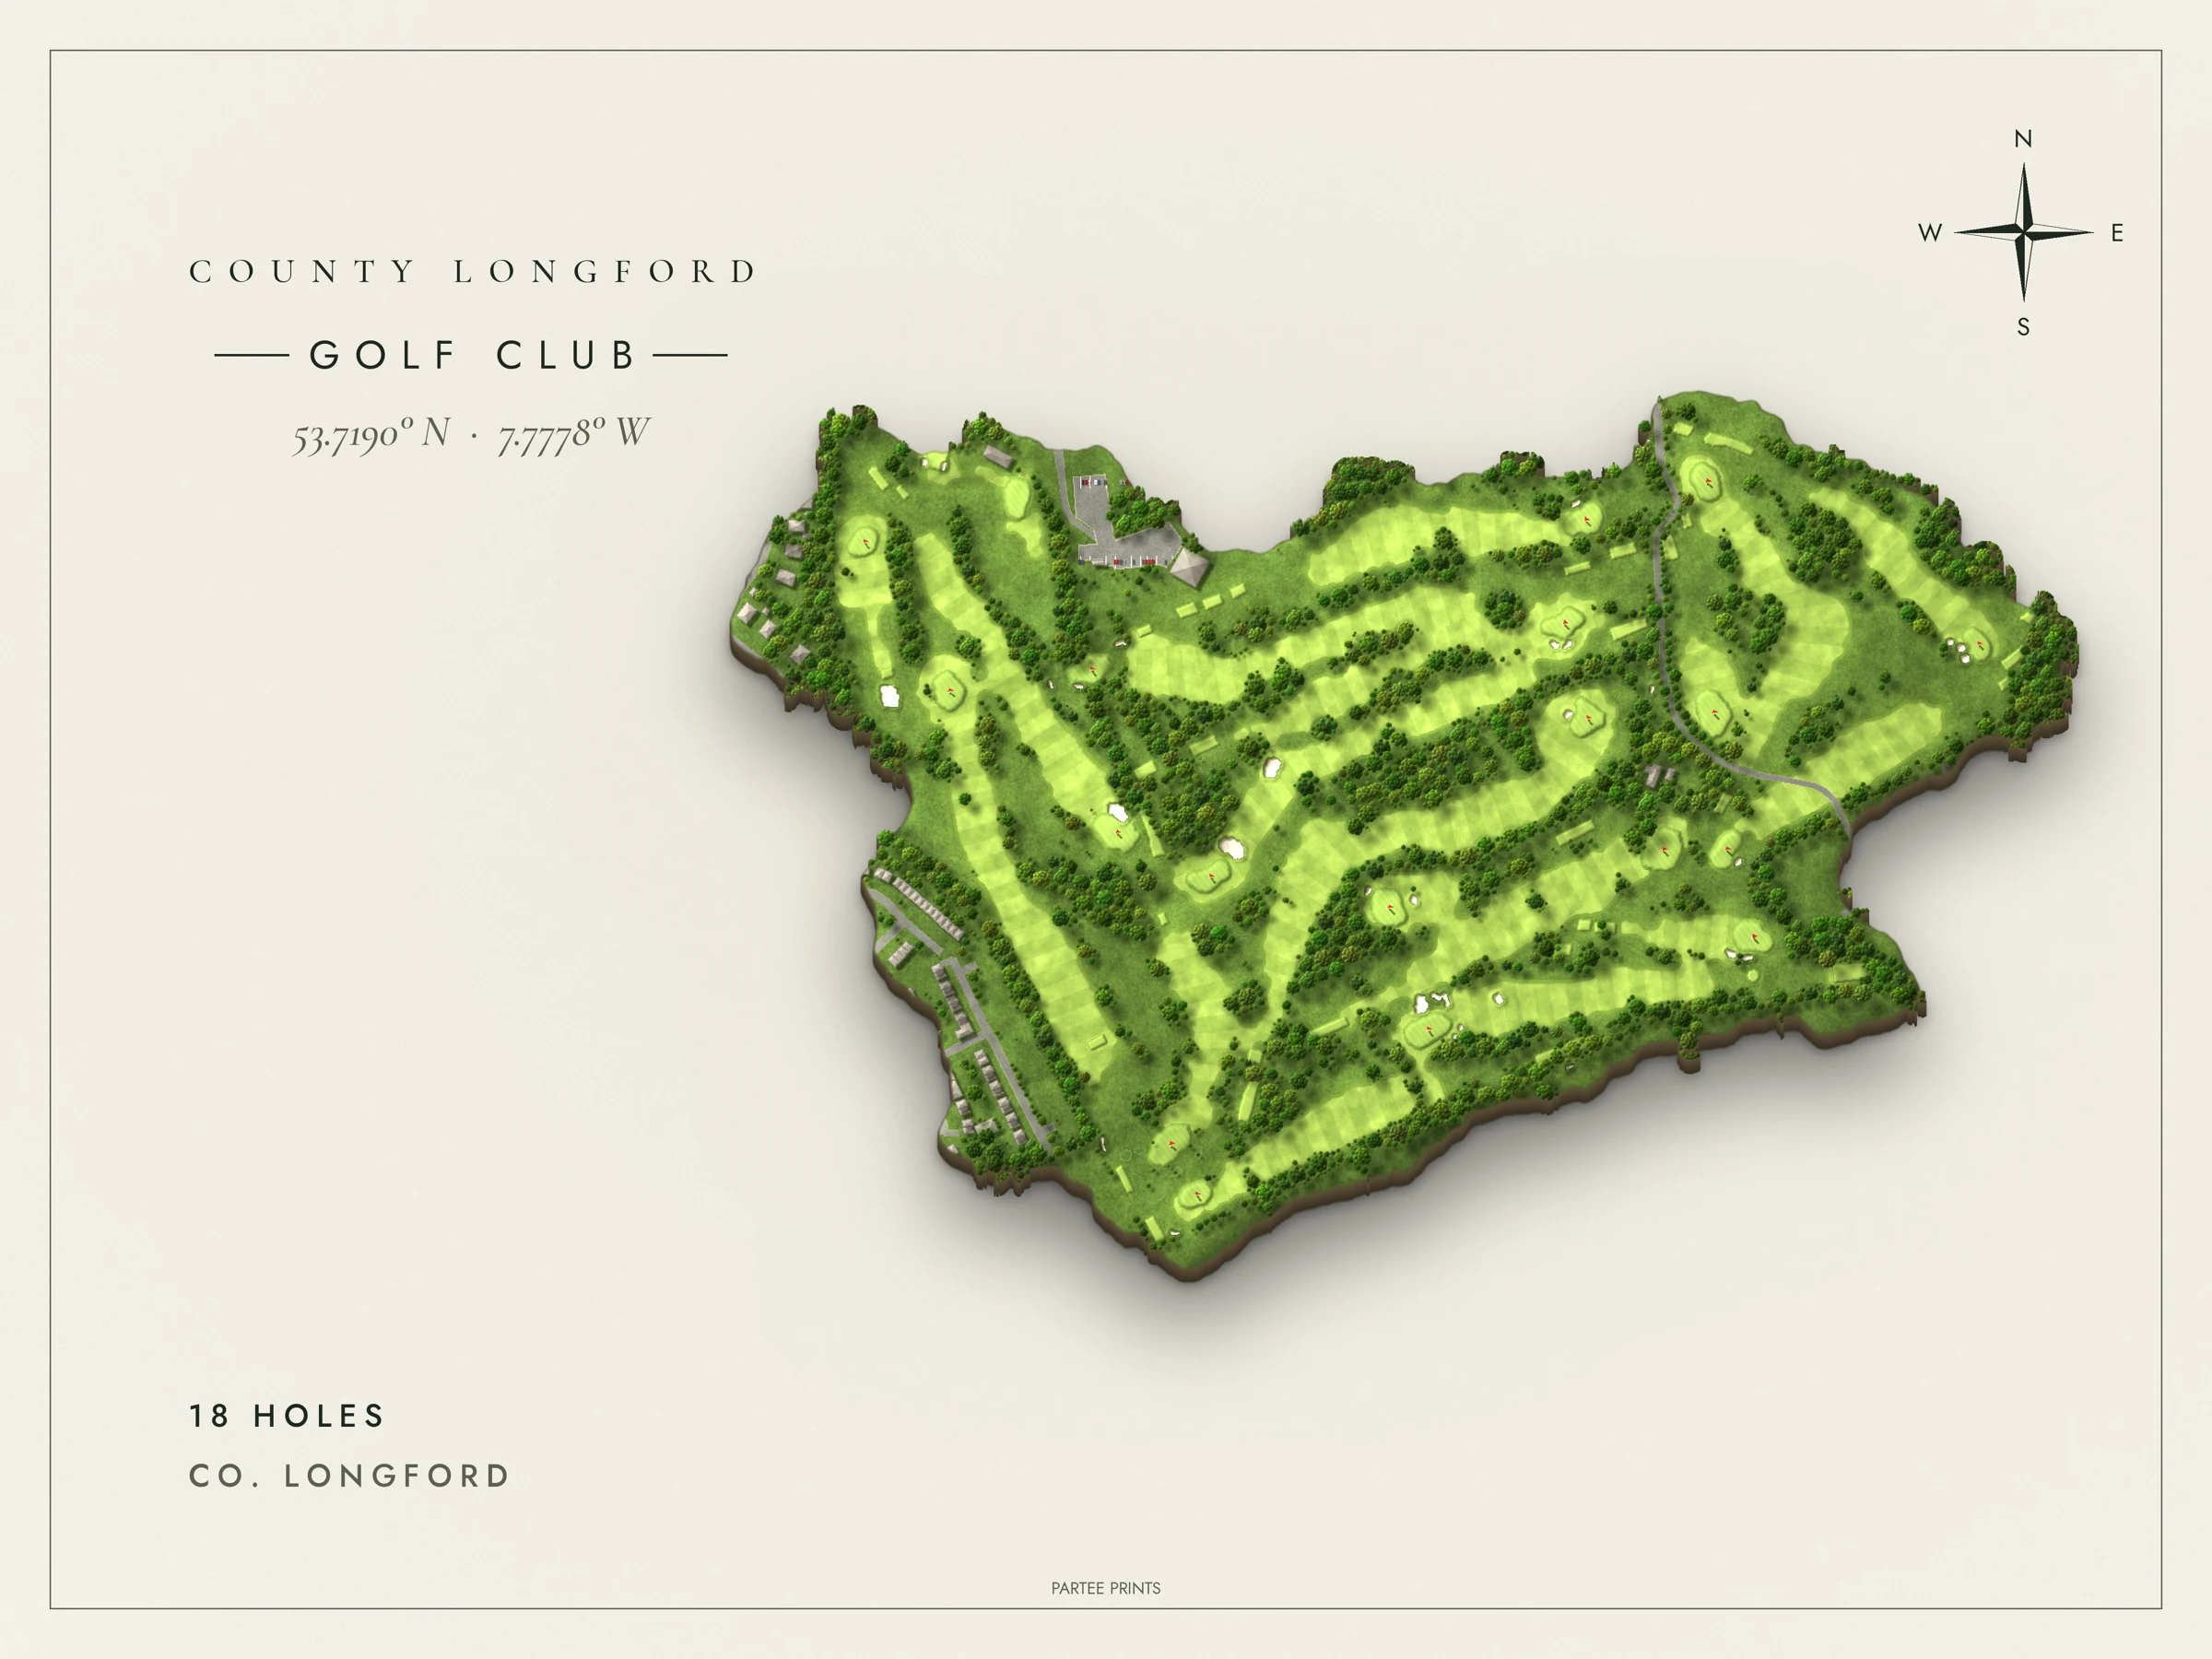 COUNTY LONGFORD
GOLF CLUB
53.7190° N · 7.7778° W
N
W E
S
18 HOLES
CO. LONGFORD
PARTEE PRINTS